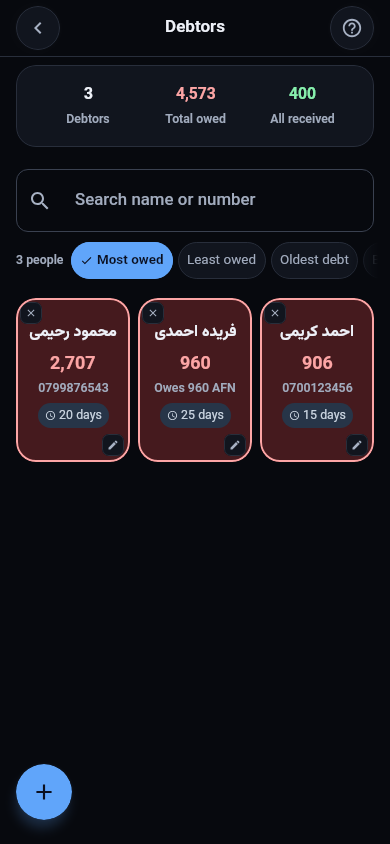 Debtors
3
4,573
400
Debtors
Total owed
All received
Search name or number
3 people
Most owed
Least owed
Oldest debt
محمود رحیمی
2,707
0799876543
20 days
فریده احمدی
960
Owes 960 AFN
25 days
احمد کریمی
906
0700123456
15 days